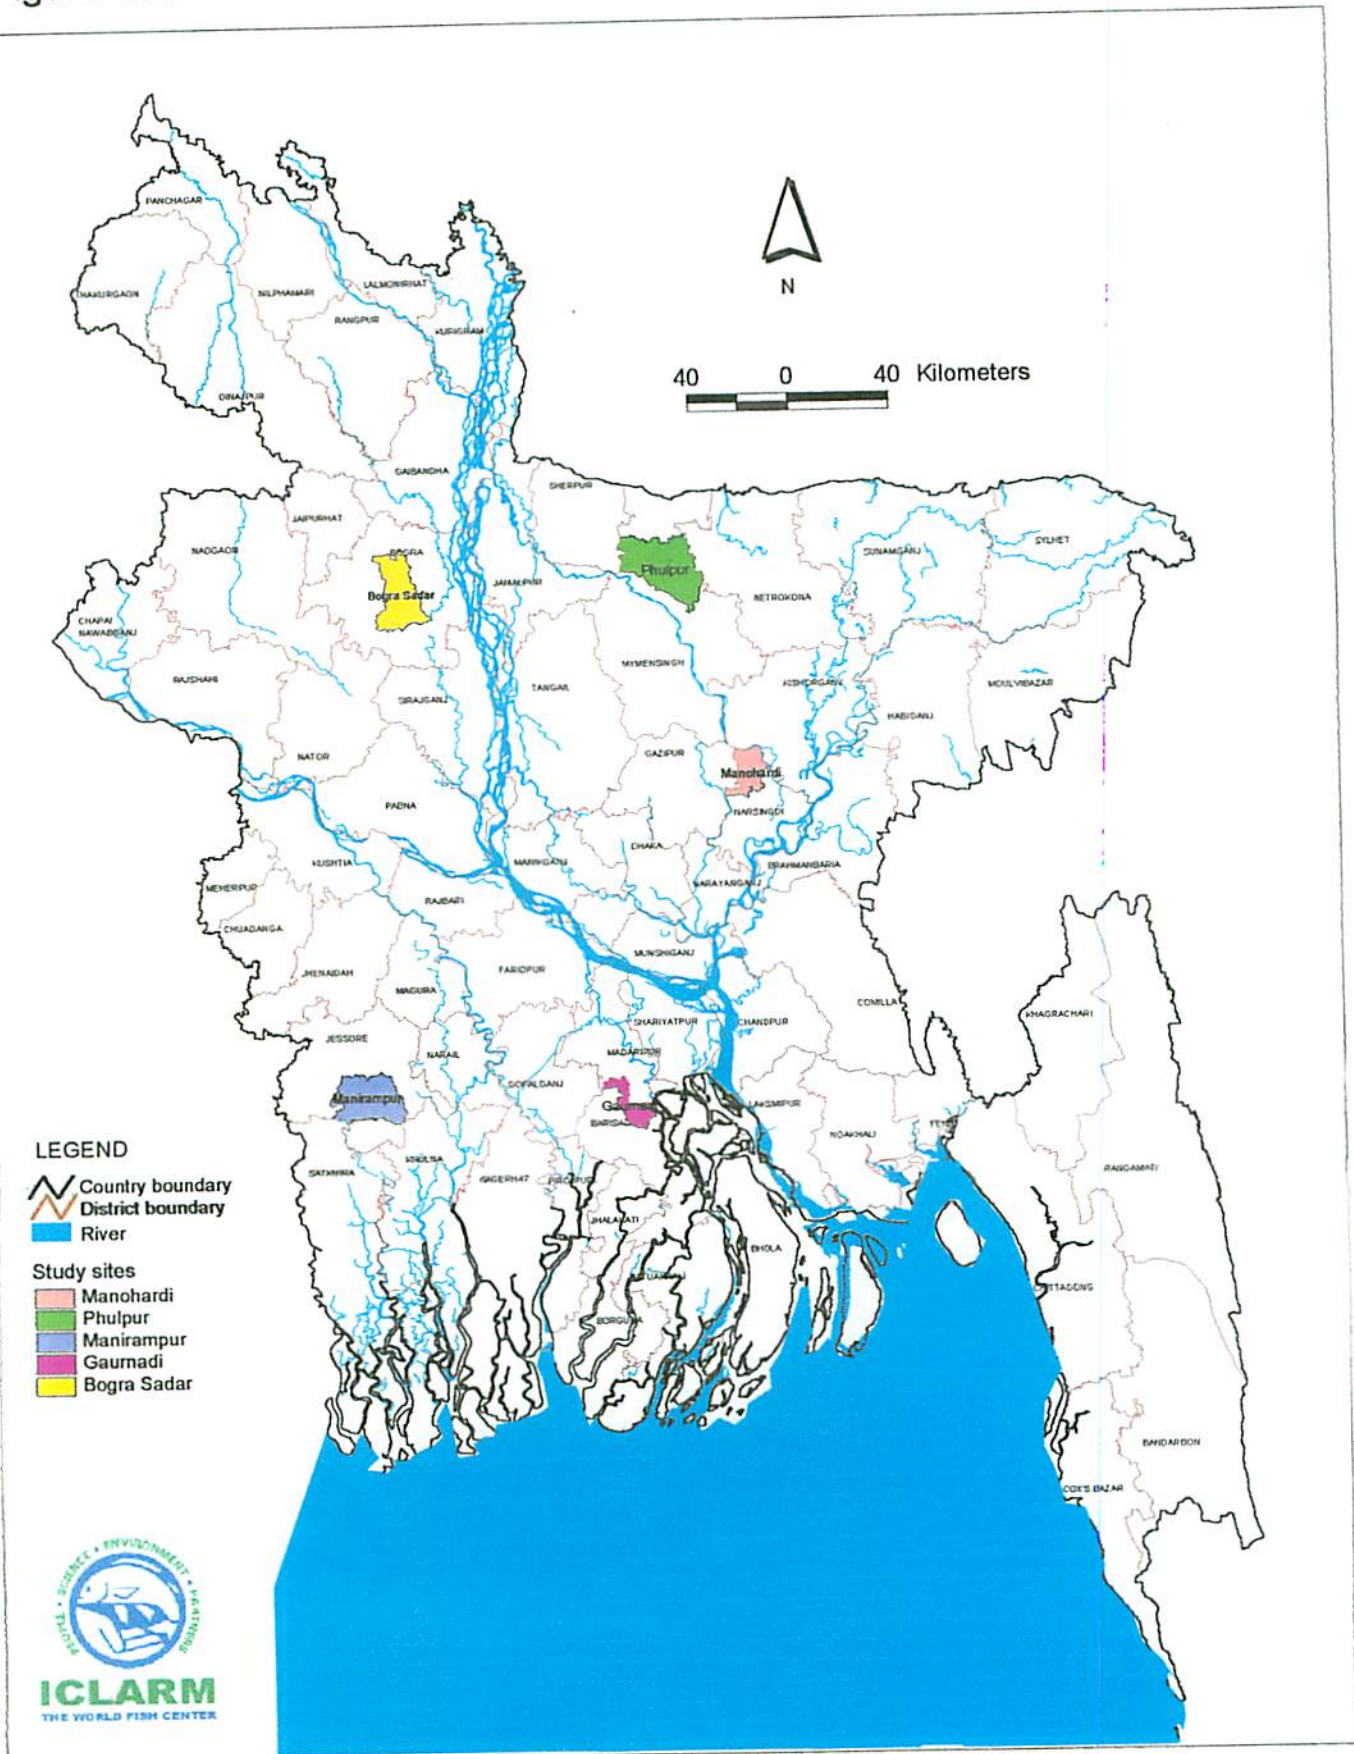 PANCHAGAR
THAKURGAON
NILPHAMARI
LALMONIRHAT
RANGPUR
KURIGRAM
DINAJPUR
N
40 0 40 Kilometers
GAIBANDHA
SHERPUR
JAIPURHAT
NAOGAON
BOGRA
Bogra Sadar
JAMALPUR
Phulpur
NETROKONA
SUNAMGANJ
SYLHET
CHAPAI
NAWABGANJ
RAJSHAHI
SIRAJGANJ
TANGAIL
MYMENSINGH
KISHORGANJ
HABIGANJ
MOULVIBAZAR
NATOR
PABNA
GAZIPUR
Manohardi
NARSINGDI
KUSHTIA
MANIKGANJ
DHAKA
NARAYANGANJ
BRAHMANBARIA
MEHERPUR
CHUADANGA
RAJBARI
JHENAIDAH
MAGURA
FARIDPUR
MUNSHIGANJ
COMILLA
KHAGRACHARI
SHARIYATPUR
CHANDPUR
JESSORE
NARAIL
MADARIPUR
GOPALGANJ
Manirampur
BARISAL
LAKSMIPUR
NOAKHALI
SATKHIRA
KHULNA
BAGERHAT
RANGAMATI
JHALAKATI
BHOLA
BORGUNA
BANDARBON
COX'S BAZAR
LEGEND
Country boundary
District boundary
River
Study sites
Manohardi
Phulpur
Manirampur
Gaurnadi
Bogra Sadar
PEOPLE • SCIENCE • ENVIRONMENT • PARTNERS
ICLARM
THE WORLD FISH CENTER